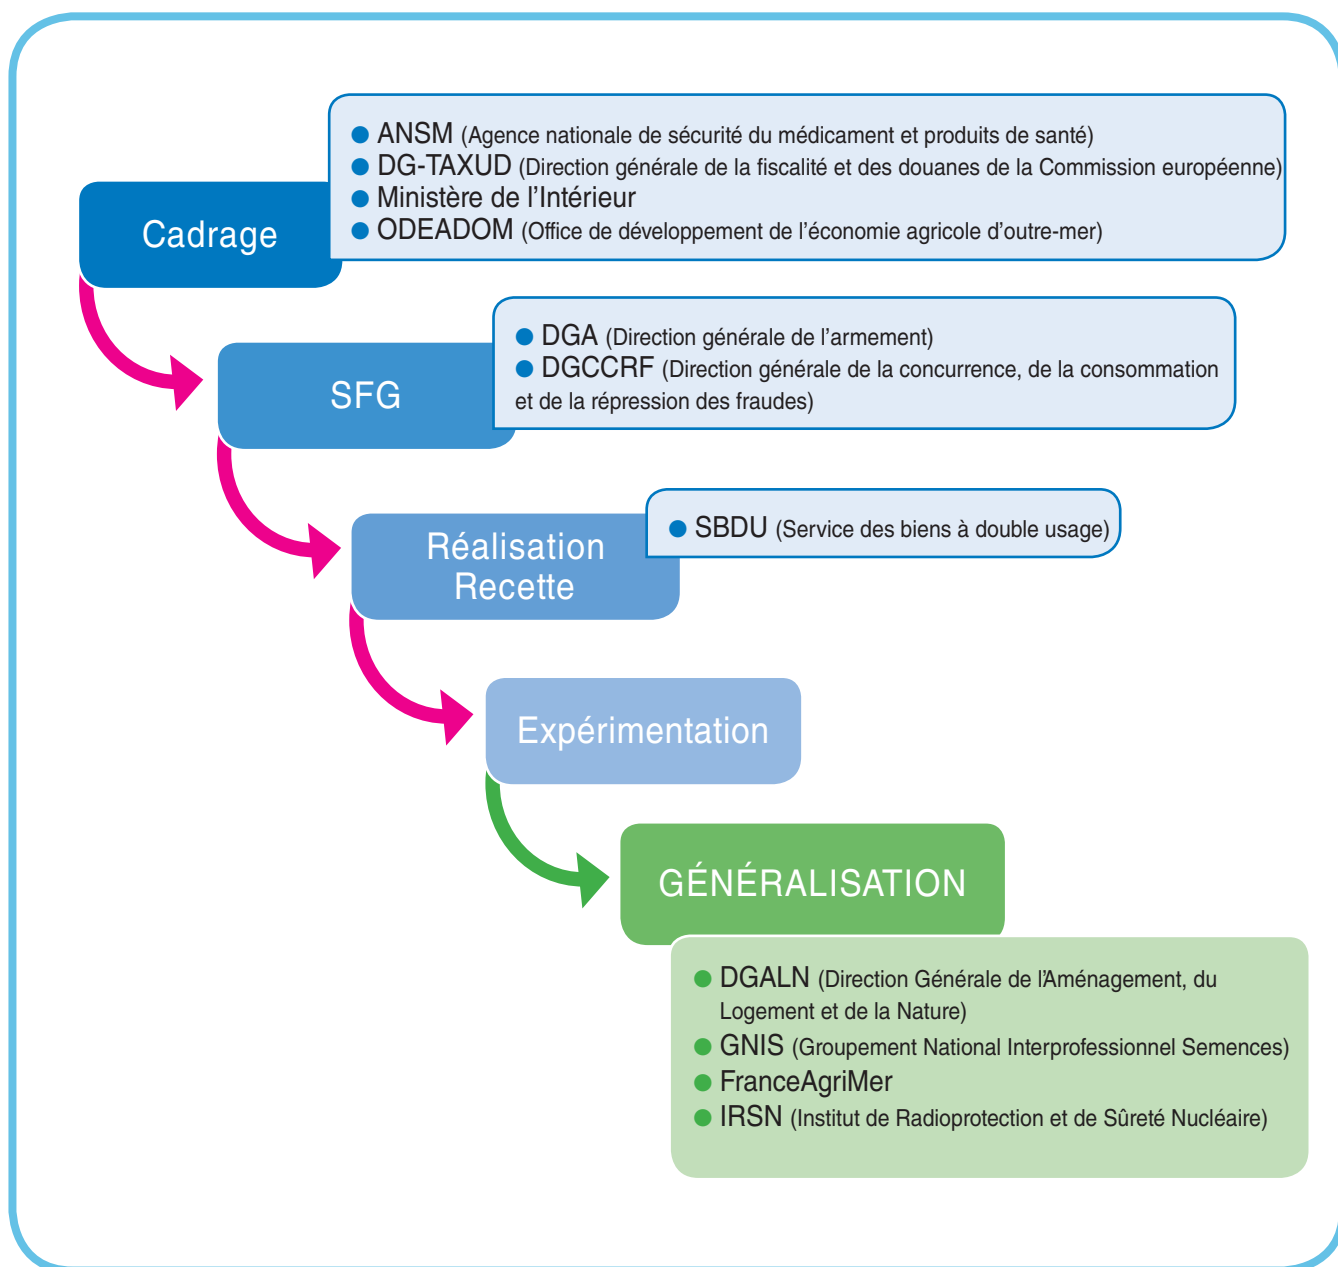 Cadrage
● ANSM (Agence nationale de sécurité du médicament et produits de santé)
● DG-TAXUD (Direction générale de la fiscalité et des douanes de la Commission européenne)
● Ministère de l’Intérieur
● ODEADOM (Office de développement de l’économie agricole d’outre-mer)
SFG
● DGA (Direction générale de l’armement)
● DGCCRF (Direction générale de la concurrence, de la consommation
et de la répression des fraudes)
Réalisation
Recette
● SBDU (Service des biens à double usage)
Expérimentation
GÉNÉRALISATION
● DGALN (Direction Générale de l’Aménagement, du
Logement et de la Nature)
● GNIS (Groupement National Interprofessionnel Semences)
● FranceAgriMer
● IRSN (Institut de Radioprotection et de Sûreté Nucléaire)